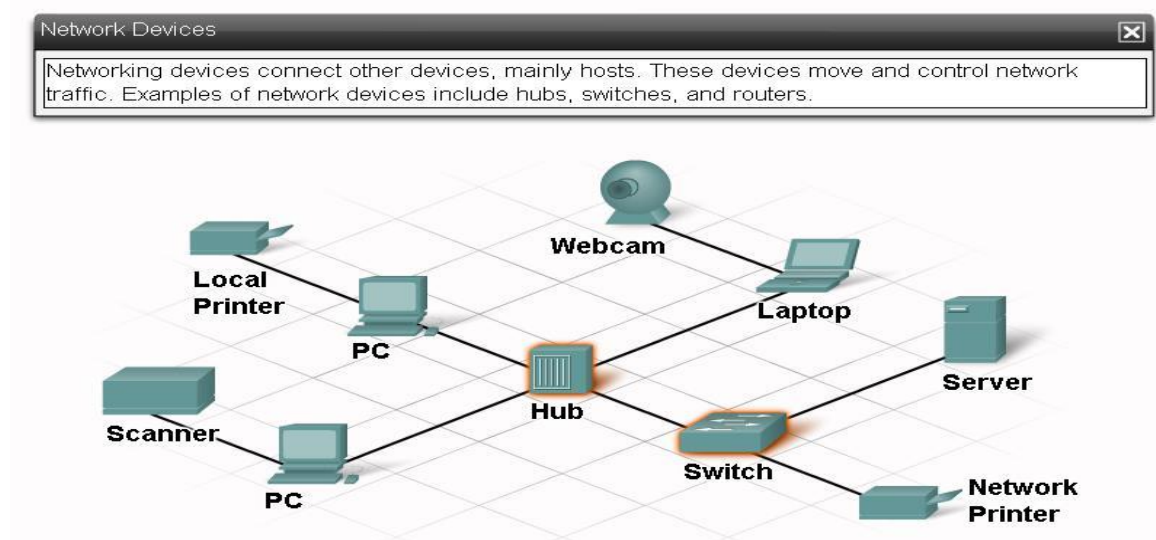 Network Devices
Networking devices connect other devices, mainly hosts. These devices move and control network
traffic. Examples of network devices include hubs, switches, and routers.
Webcam
Local
Printer
Laptop
PC
Server
Hub
Scanner
Switch
PC
Network
Printer